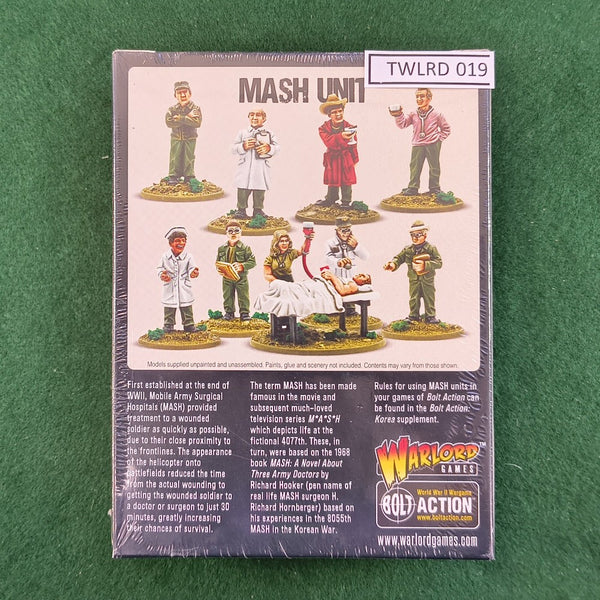 TWLRD 019
MASH UNIT
Models supplied unpainted and unassembled. Paints, glue and scenery not included. Contents may vary from those shown.
First established at the end of
WWII, Mobile Army Surgical
Hospitals (MASH) provided
treatment to a wounded
soldier as quickly as possible,
due to their close proximity to
the frontlines. The appearance
of the helicopter onto
battlefields reduced the time
from the actual wounding to
getting the wounded soldier to
a doctor or surgeon to just 30
minutes, greatly increasing
their chances of survival.
The term MASH has been made
famous in the movie and
subsequent much-loved
television series M*A*S*H
which depicts life at the
fictional 4077th. These, in
turn, were based on the 1968
book MASH: A Novel About
Three Army Doctors by
Richard Hooker (pen name of
real life MASH surgeon H.
Richard Hornberger) based on
his experiences in the 8055th
MASH in the Korean War.
Rules for using MASH units in
your games of Bolt Action can
be found in the Bolt Action:
Korea supplement.
WARLORD
GAMES
TM
World War II Wargame
BOLT ACTION
www.boltaction.com
www.warlordgames.com